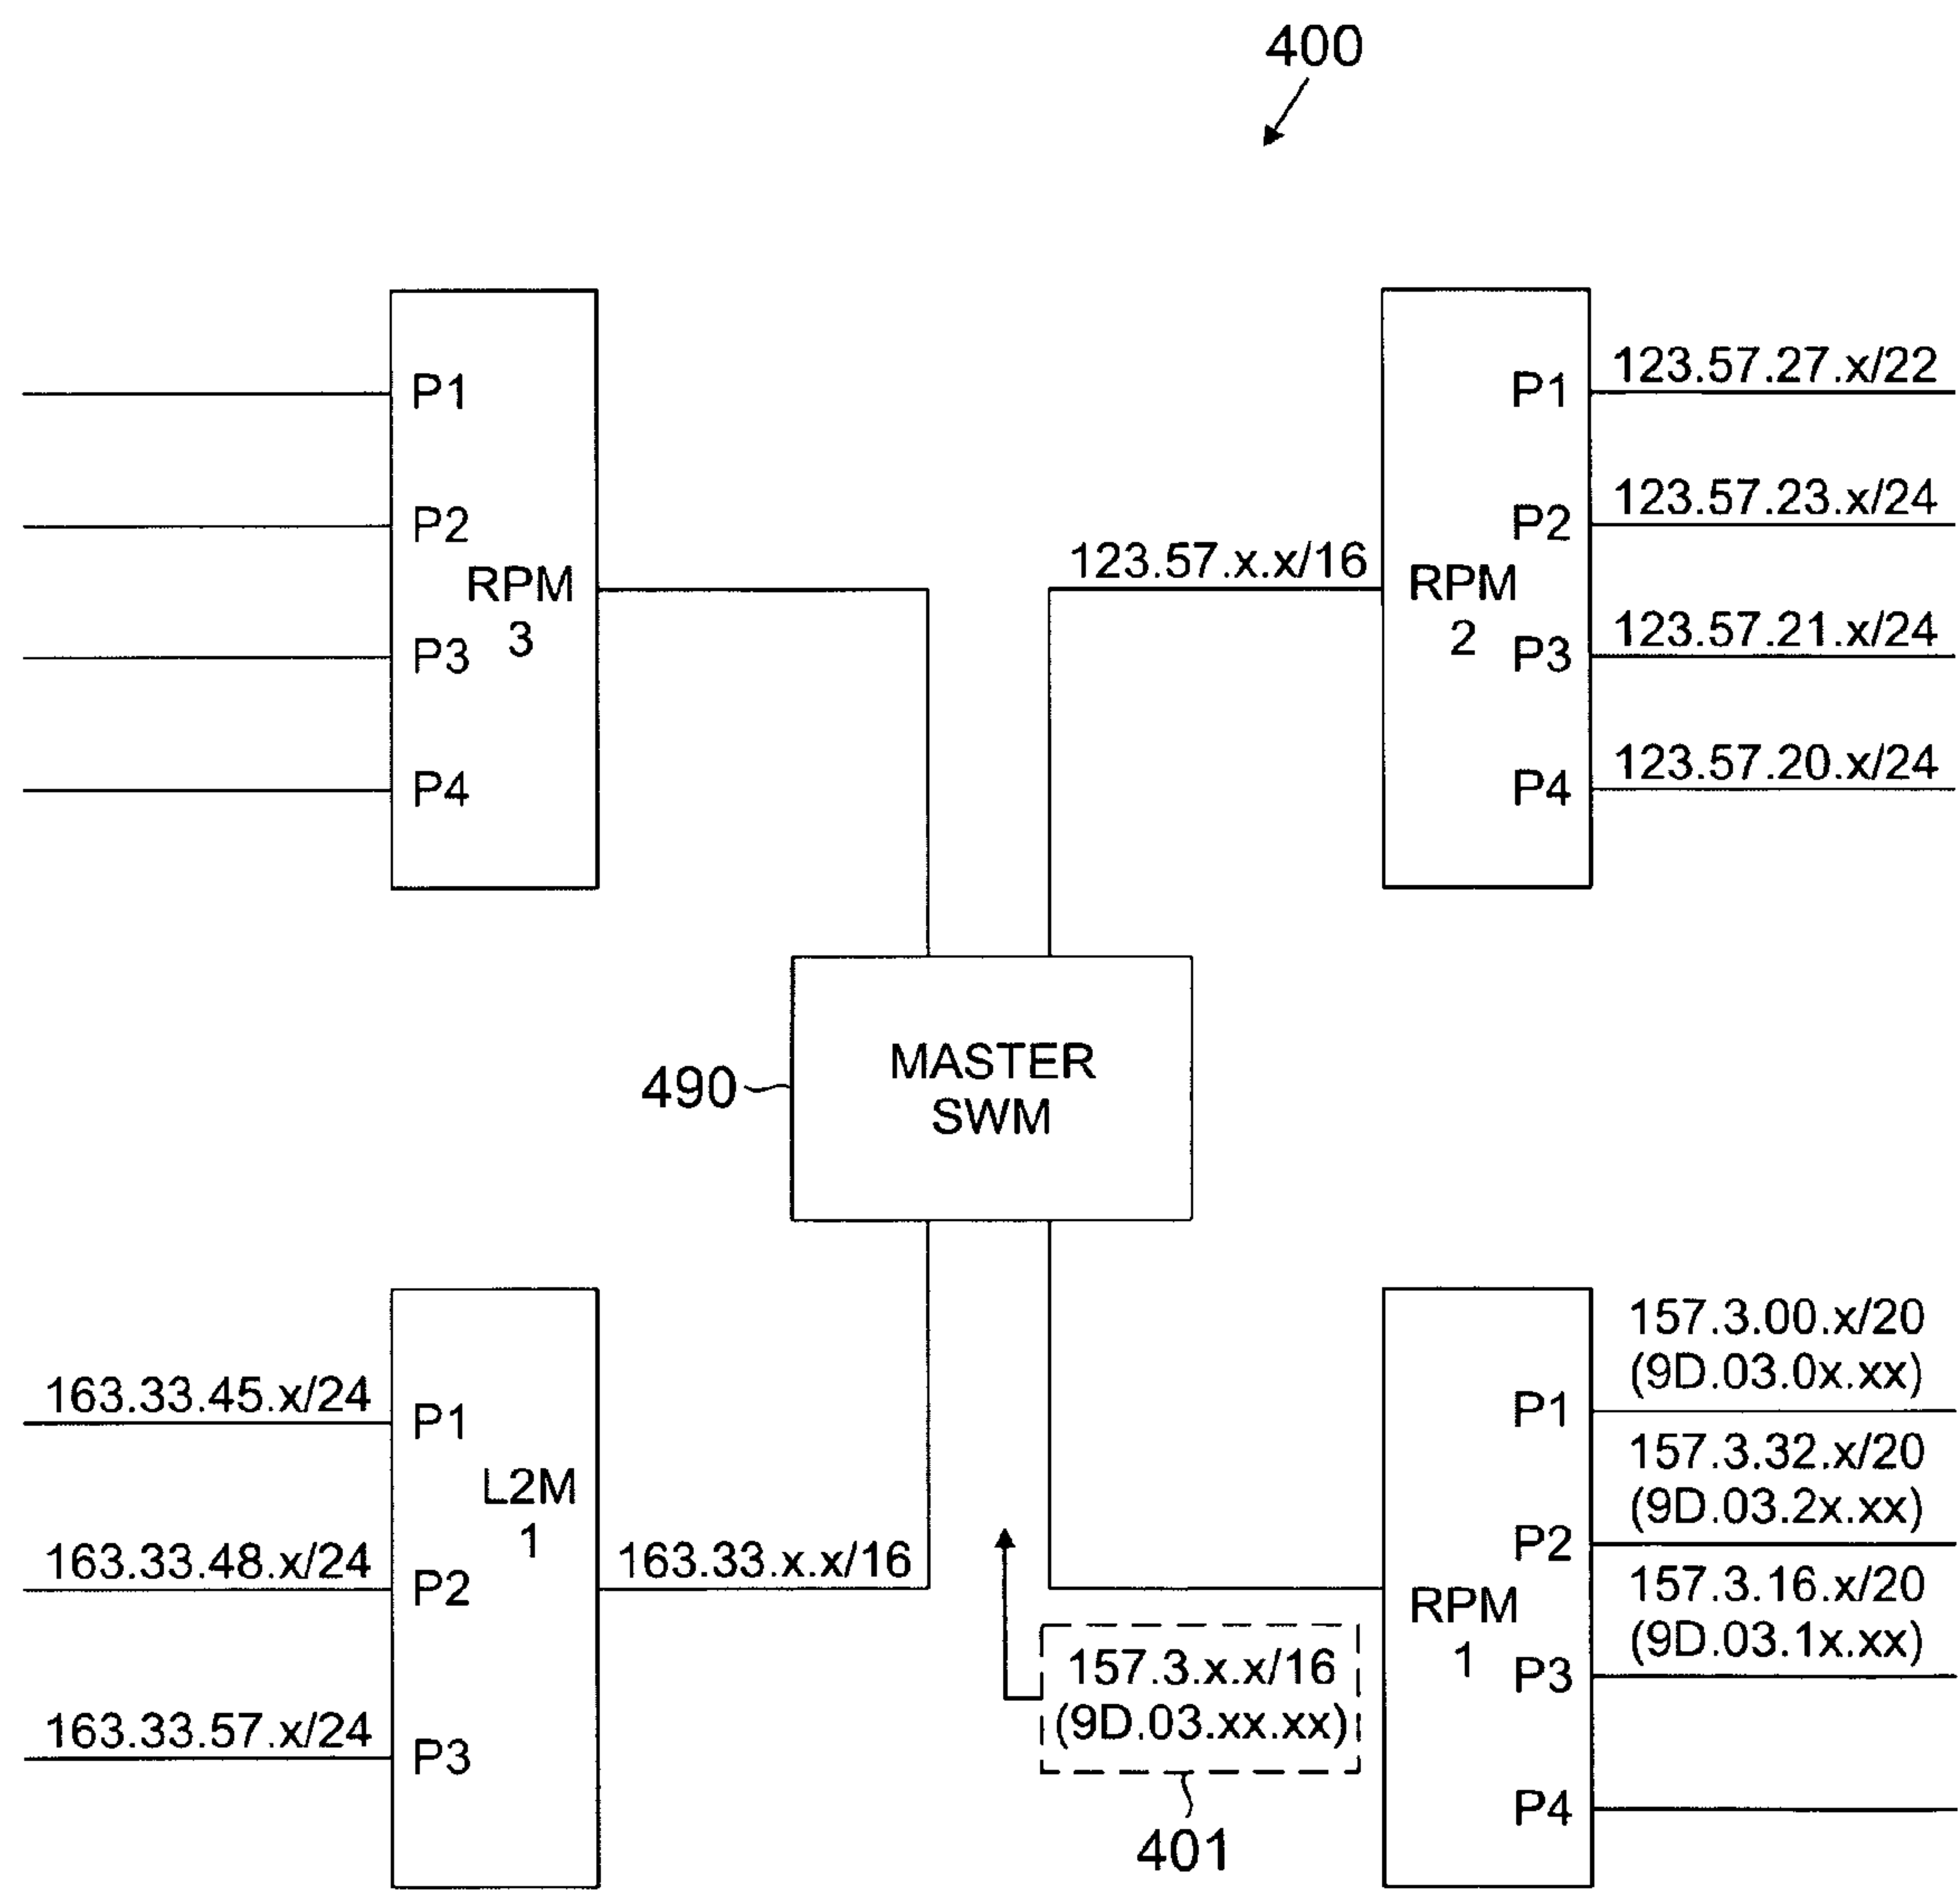 400
P1
P2
RPM
3
P3
P4
123.57.x.x/16
P1
123.57.27.x/22
P2
123.57.23.x/24
RPM
2
P3
123.57.21.x/24
P4
123.57.20.x/24
490
MASTER
SWM
163.33.45.x/24
P1
L2M
1
163.33.48.x/24
P2
163.33.x.x/16
163.33.57.x/24
P3
157.3.x.x/16
(9D.03.xx.xx)
401
157.3.00.x/20
(9D.03.0x.xx)
P1
157.3.32.x/20
(9D.03.2x.xx)
P2
157.3.16.x/20
(9D.03.1x.xx)
RPM
1
P3
P4